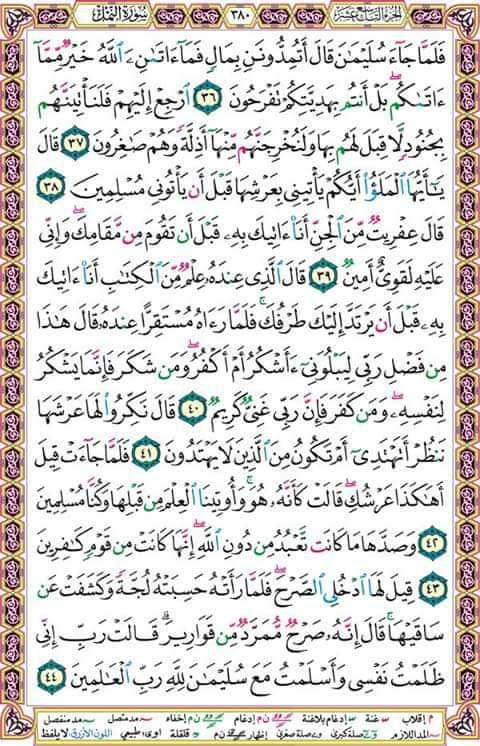 الجزء التاسع عشر
٣٨٠
سورة النمل
فَلَمَّا جَآءَ سُلَيْمَٰنَ قَالَ أَتُمِدُّونَنِ بِمَالٍ فَمَآ ءَاتَىٰنِۦَ ٱللَّهُ خَيْرٌ مِّمَّآ
ءَاتَىٰكُم ۖ بَلْ أَنتُم بِهَدِيَّتِكُمْ تَفْرَحُونَ ٣٦ ٱرْجِعْ إِلَيْهِمْ فَلَنَأْتِيَنَّهُم
بِجُنُودٍ لَّا قِبَلَ لَهُم بِهَا وَلَنُخْرِجَنَّهُم مِّنْهَآ أَذِلَّةً وَهُمْ صَٰغِرُونَ ٣٧ قَالَ
يَٰٓأَيُّهَا ٱلْمَلَؤُا۟ أَيُّكُمْ يَأْتِينِى بِعَرْشِهَا قَبْلَ أَن يَأْتُونِى مُسْلِمِينَ ٣٨
قَالَ عِفْرِيتٌ مِّنَ ٱلْجِنِّ أَنَا۠ ءَاتِيكَ بِهِۦ قَبْلَ أَن تَقُومَ مِن مَّقَامِكَ ۖ وَإِنِّى
عَلَيْهِ لَقَوِىٌّ أَمِينٌ ٣٩ قَالَ ٱلَّذِى عِندَهُۥ عِلْمٌ مِّنَ ٱلْكِتَٰبِ أَنَا۠ ءَاتِيكَ
بِهِۦ قَبْلَ أَن يَرْتَدَّ إِلَيْكَ طَرْفُكَ ۚ فَلَمَّا رَءَاهُ مُسْتَقِرًّا عِندَهُۥ قَالَ هَٰذَا
مِن فَضْلِ رَبِّى لِيَبْلُوَنِىٓ ءَأَشْكُرُ أَمْ أَكْفُرُ ۖ وَمَن شَكَرَ فَإِنَّمَا يَشْكُرُ
لِنَفْسِهِۦ ۖ وَمَن كَفَرَ فَإِنَّ رَبِّى غَنِىٌّ كَرِيمٌ ٤٠ قَالَ نَكِّرُوا۟ لَهَا عَرْشَهَا
نَنظُرْ أَتَهْتَدِىٓ أَمْ تَكُونُ مِنَ ٱلَّذِينَ لَا يَهْتَدُونَ ٤١ فَلَمَّا جَآءَتْ قِيلَ
أَهَٰكَذَا عَرْشُكِ ۖ قَالَتْ كَأَنَّهُۥ هُوَ ۚ وَأُوتِينَا ٱلْعِلْمَ مِن قَبْلِهَا وَكُنَّا مُسْلِمِينَ
٤٢ وَصَدَّهَا مَا كَانَت تَّعْبُدُ مِن دُونِ ٱللَّهِ ۖ إِنَّهَا كَانَتْ مِن قَوْمٍ كَٰفِرِينَ
٤٣ قِيلَ لَهَا ٱدْخُلِى ٱلصَّرْحَ ۖ فَلَمَّا رَأَتْهُ حَسِبَتْهُ لُجَّةً وَكَشَفَتْ عَن
سَاقَيْهَا ۚ قَالَ إِنَّهُۥ صَرْحٌ مُّمَرَّدٌ مِّن قَوَارِيرَ ۗ قَالَتْ رَبِّ إِنِّى
ظَلَمْتُ نَفْسِى وَأَسْلَمْتُ مَعَ سُلَيْمَٰنَ لِلَّهِ رَبِّ ٱلْعَٰلَمِينَ ٤٤
م إقلاب غنة إدغام بلاغنة ن م إدغام ن م إخفاء مد متصل مد منفصل
المد اللازم صلة كبرى صلة صغرى إظهار ن م قلقلة ا و ى: طبيعي اللون الأزرق: لا يلفظ